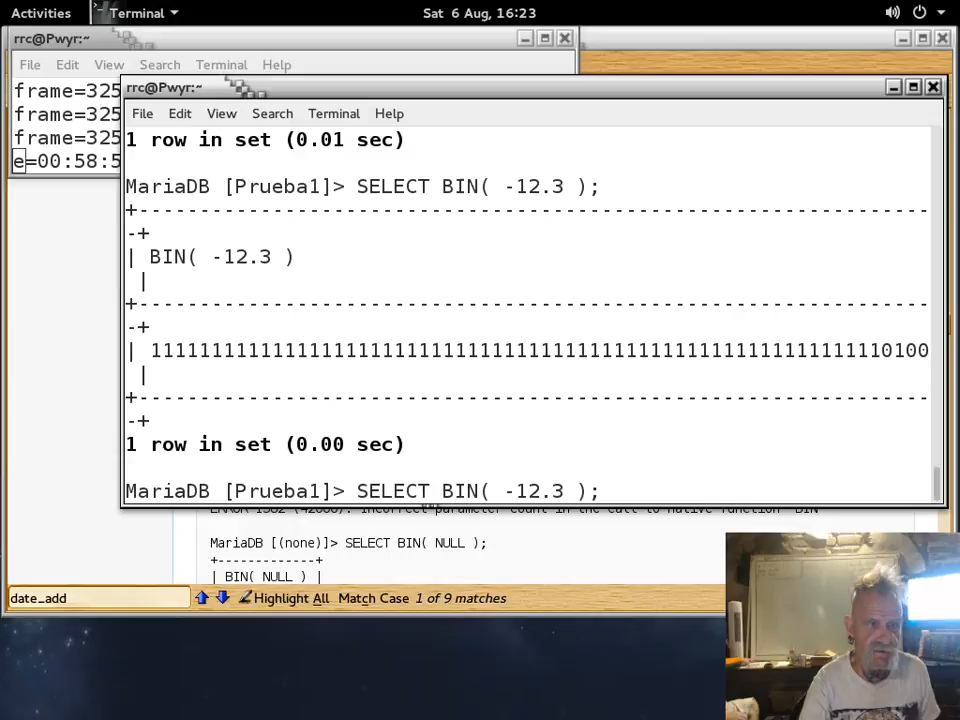 Activities Terminal Sat 6 Aug, 16:23
rrc@Pwyr:~
File Edit View Search Terminal Help
frame=325
frame=325
frame=325
e=00:58:5
rrc@Pwyr:~
File Edit View Search Terminal Help
1 row in set (0.01 sec)
MariaDB [Prueba1]> SELECT BIN( -12.3 );
+----------------------------------------------------------------
-+
| BIN( -12.3 )
|
+----------------------------------------------------------------
-+
| 1111111111111111111111111111111111111111111111111111111111110100
|
+----------------------------------------------------------------
-+
1 row in set (0.00 sec)
MariaDB [Prueba1]> SELECT BIN( -12.3 );
MariaDB [(none)]> SELECT BIN( NULL );
+-------------+
| BIN( NULL ) |
date_add Highlight All Match Case 1 of 9 matches